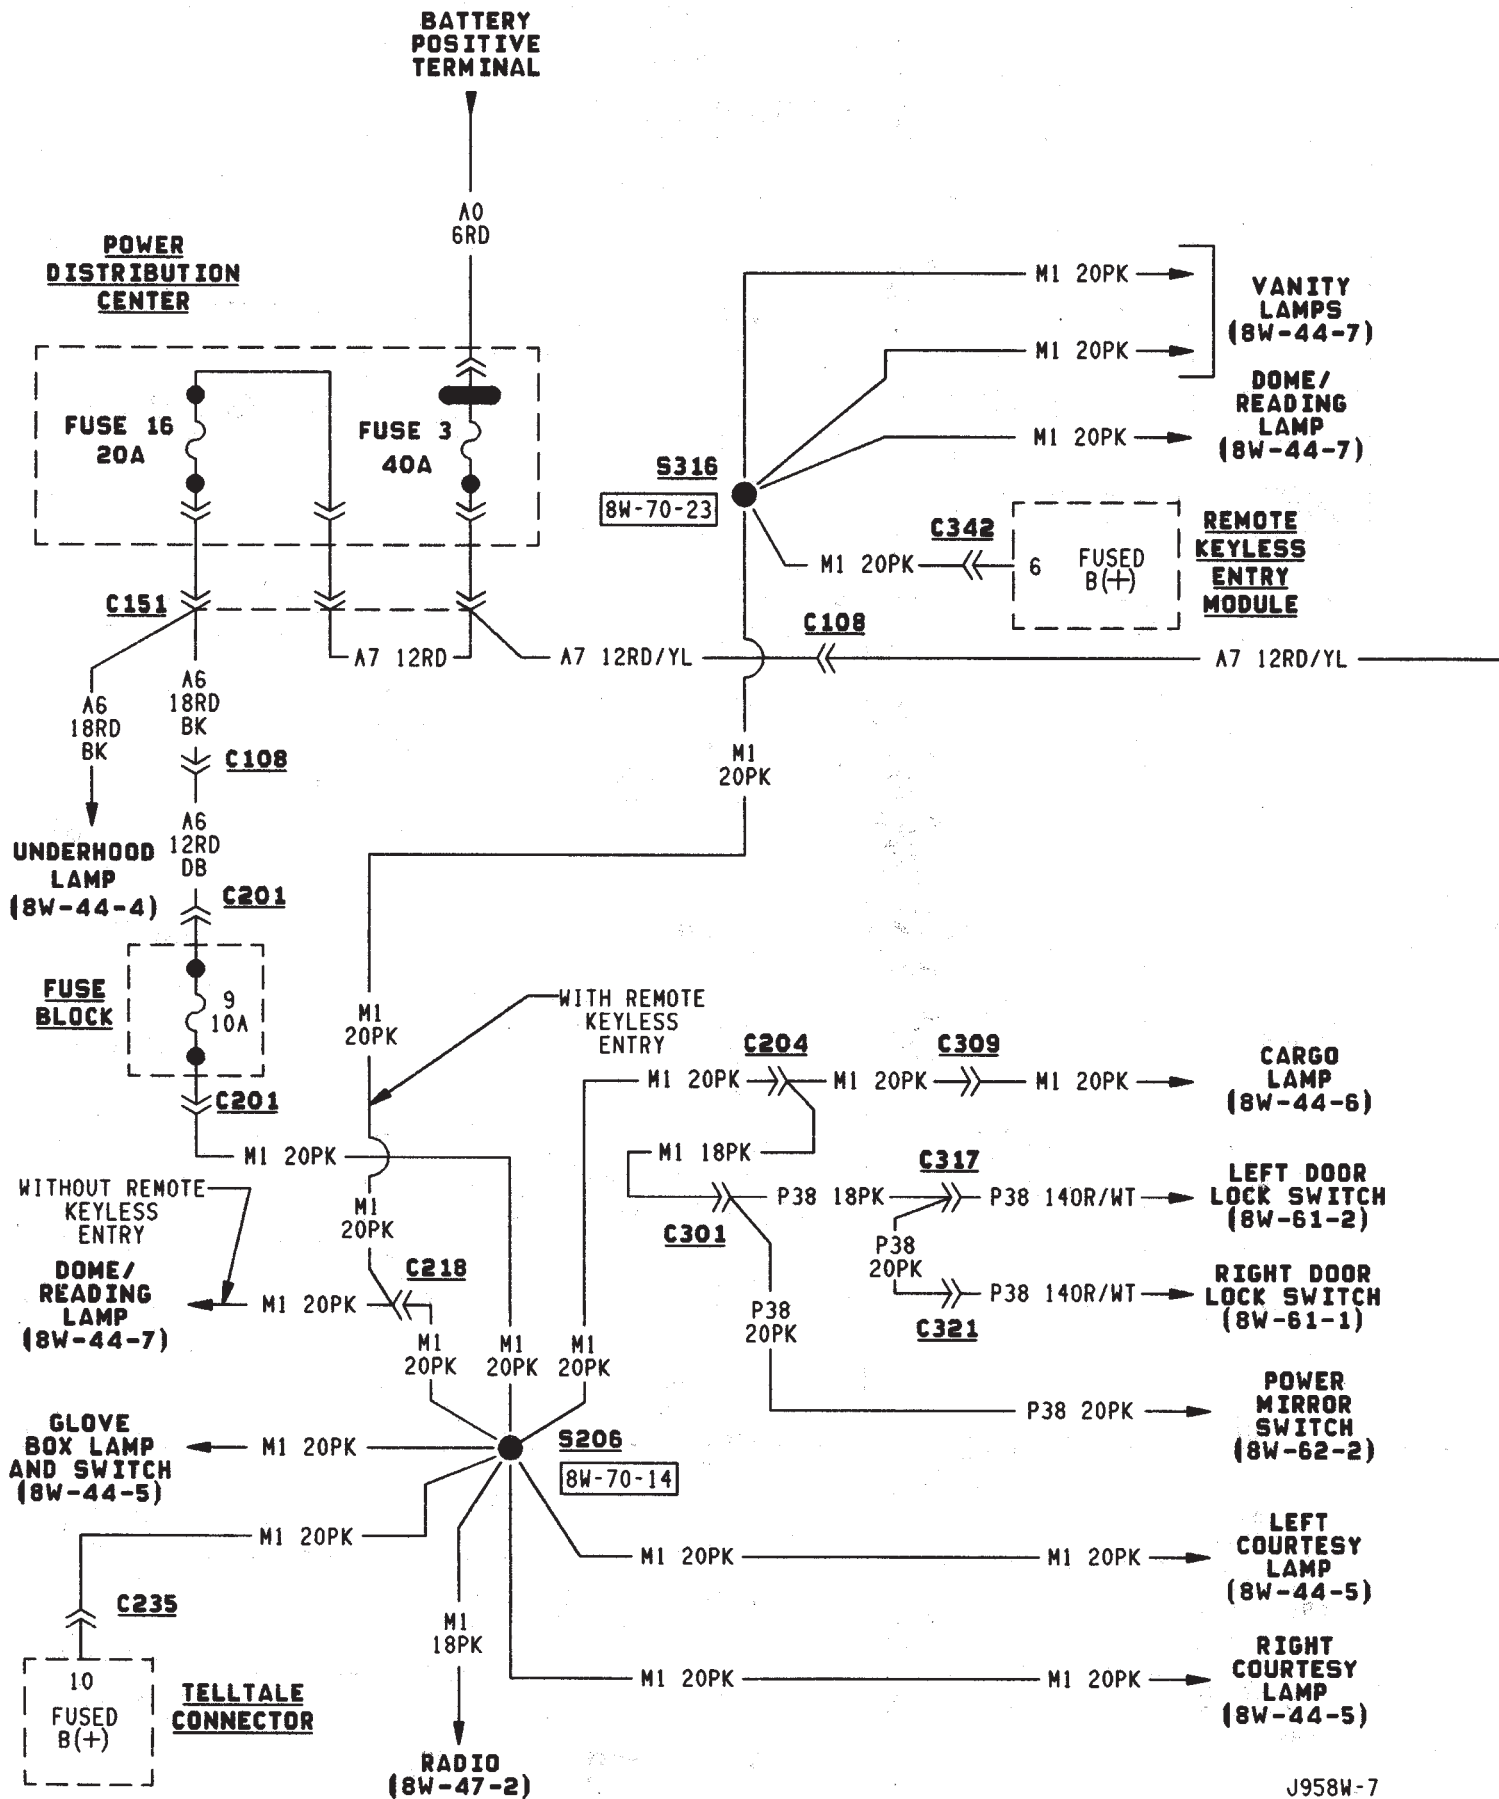 BATTERY
POSITIVE
TERMINAL
A0
6RD
POWER
DISTRIBUTION
CENTER
FUSE 16
20A
FUSE 3
40A
M1 20PK
VANITY
LAMPS
(8W-44-7)
M1 20PK
DOME/
READING
LAMP
(8W-44-7)
M1 20PK
S316
8W-70-23
C342
M1 20PK
6
FUSED
B(+)
REMOTE
KEYLESS
ENTRY
MODULE
C151
C108
A7 12RD
A7 12RD/YL
A7 12RD/YL
A6
18RD
BK
A6
18RD
BK
C108
M1
20PK
A6
12RD
DB
UNDERHOOD
LAMP
(8W-44-4)
C201
FUSE
BLOCK
9
10A
M1
20PK
WITH REMOTE
KEYLESS
ENTRY
C201
C204
C309
M1 20PK
M1 20PK
M1 20PK
CARGO
LAMP
(8W-44-6)
M1 20PK
M1 18PK
C317
WITHOUT REMOTE
KEYLESS
ENTRY
M1
20PK
C301
P38 18PK
P38 14OR/WT
LEFT DOOR
LOCK SWITCH
(8W-61-2)
P38
20PK
C321
P38 14OR/WT
RIGHT DOOR
LOCK SWITCH
(8W-61-1)
DOME/
READING
LAMP
(8W-44-7)
M1 20PK
C218
M1
20PK
M1
20PK
M1
20PK
P38
20PK
P38 20PK
POWER
MIRROR
SWITCH
(8W-62-2)
GLOVE
BOX LAMP
AND SWITCH
(8W-44-5)
M1 20PK
S206
8W-70-14
M1 20PK
M1 20PK
M1 20PK
LEFT
COURTESY
LAMP
(8W-44-5)
C235
M1
18PK
M1 20PK
M1 20PK
RIGHT
COURTESY
LAMP
(8W-44-5)
10
FUSED
B(+)
TELLTALE
CONNECTOR
RADIO
(8W-47-2)
J958W-7